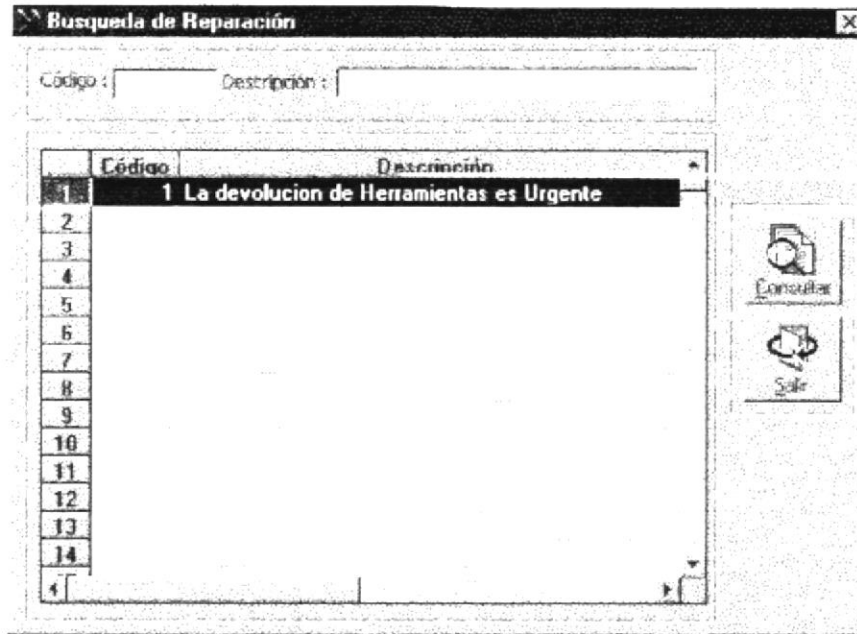 Busqueda de Reparación
Código : Descripción :
Código Descripción
1 1 La devolucion de Herramientas es Urgente
2
3
4
5
6
7
8
9
10
11
12
13
14
Consultar
Salir